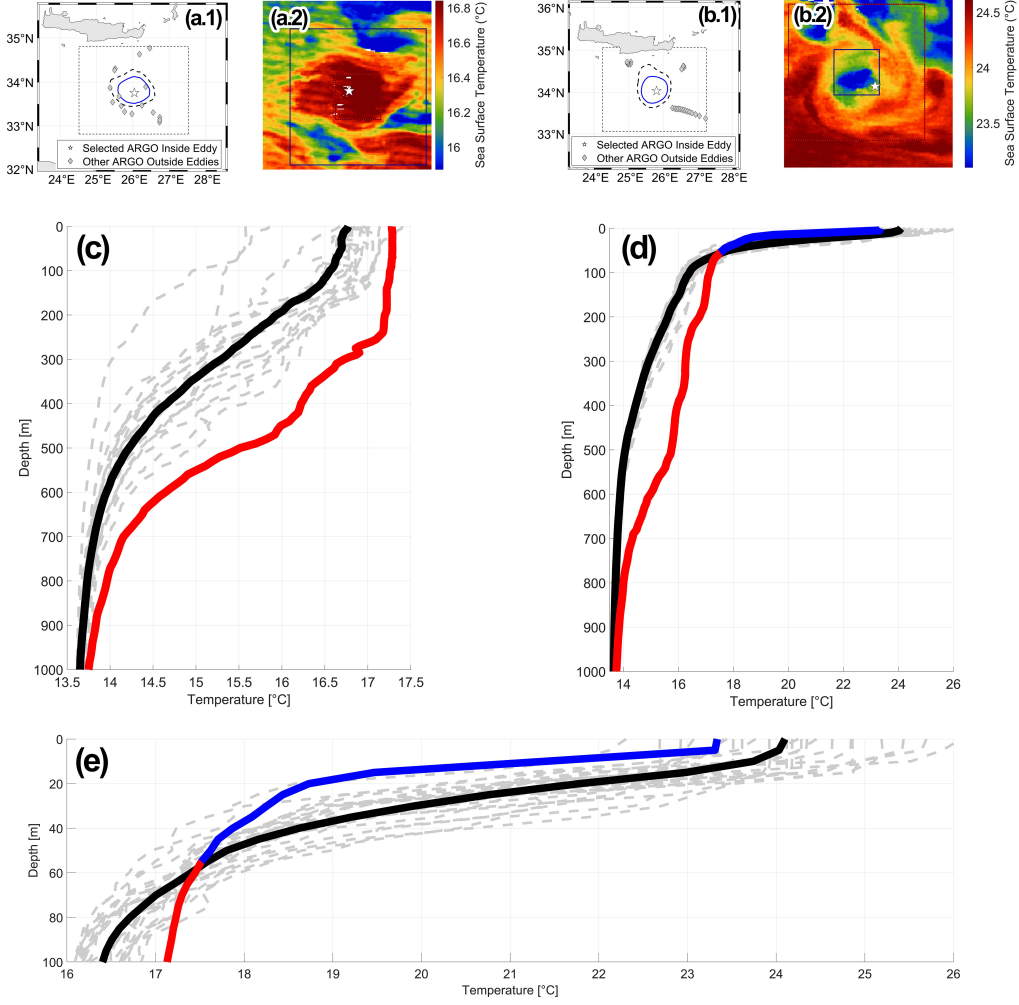 (a.1)
35°N
34°N
33°N
32°N
24°E 25°E 26°E 27°E 28°E
Selected ARGO Inside Eddy
Other ARGO Outside Eddies
(a.2)
16.8
16.6
16.4
16.2
16
Sea Surface Temperature (°C)
(b.1)
36°N
35°N
34°N
33°N
24°E 25°E 26°E 27°E 28°E
Selected ARGO Inside Eddy
Other ARGO Outside Eddies
(b.2)
24.5
24
23.5
Sea Surface Temperature (°C)
(c)
0
100
200
300
400
500
600
700
800
900
1000
Depth [m]
13.5 14 14.5 15 15.5 16 16.5 17 17.5
Temperature [°C]
(d)
0
100
200
300
400
500
600
700
800
900
1000
Depth [m]
14 16 18 20 22 24 26
Temperature [°C]
(e)
0
20
40
60
80
100
Depth [m]
16 17 18 19 20 21 22 23 24 25 26
Temperature [°C]